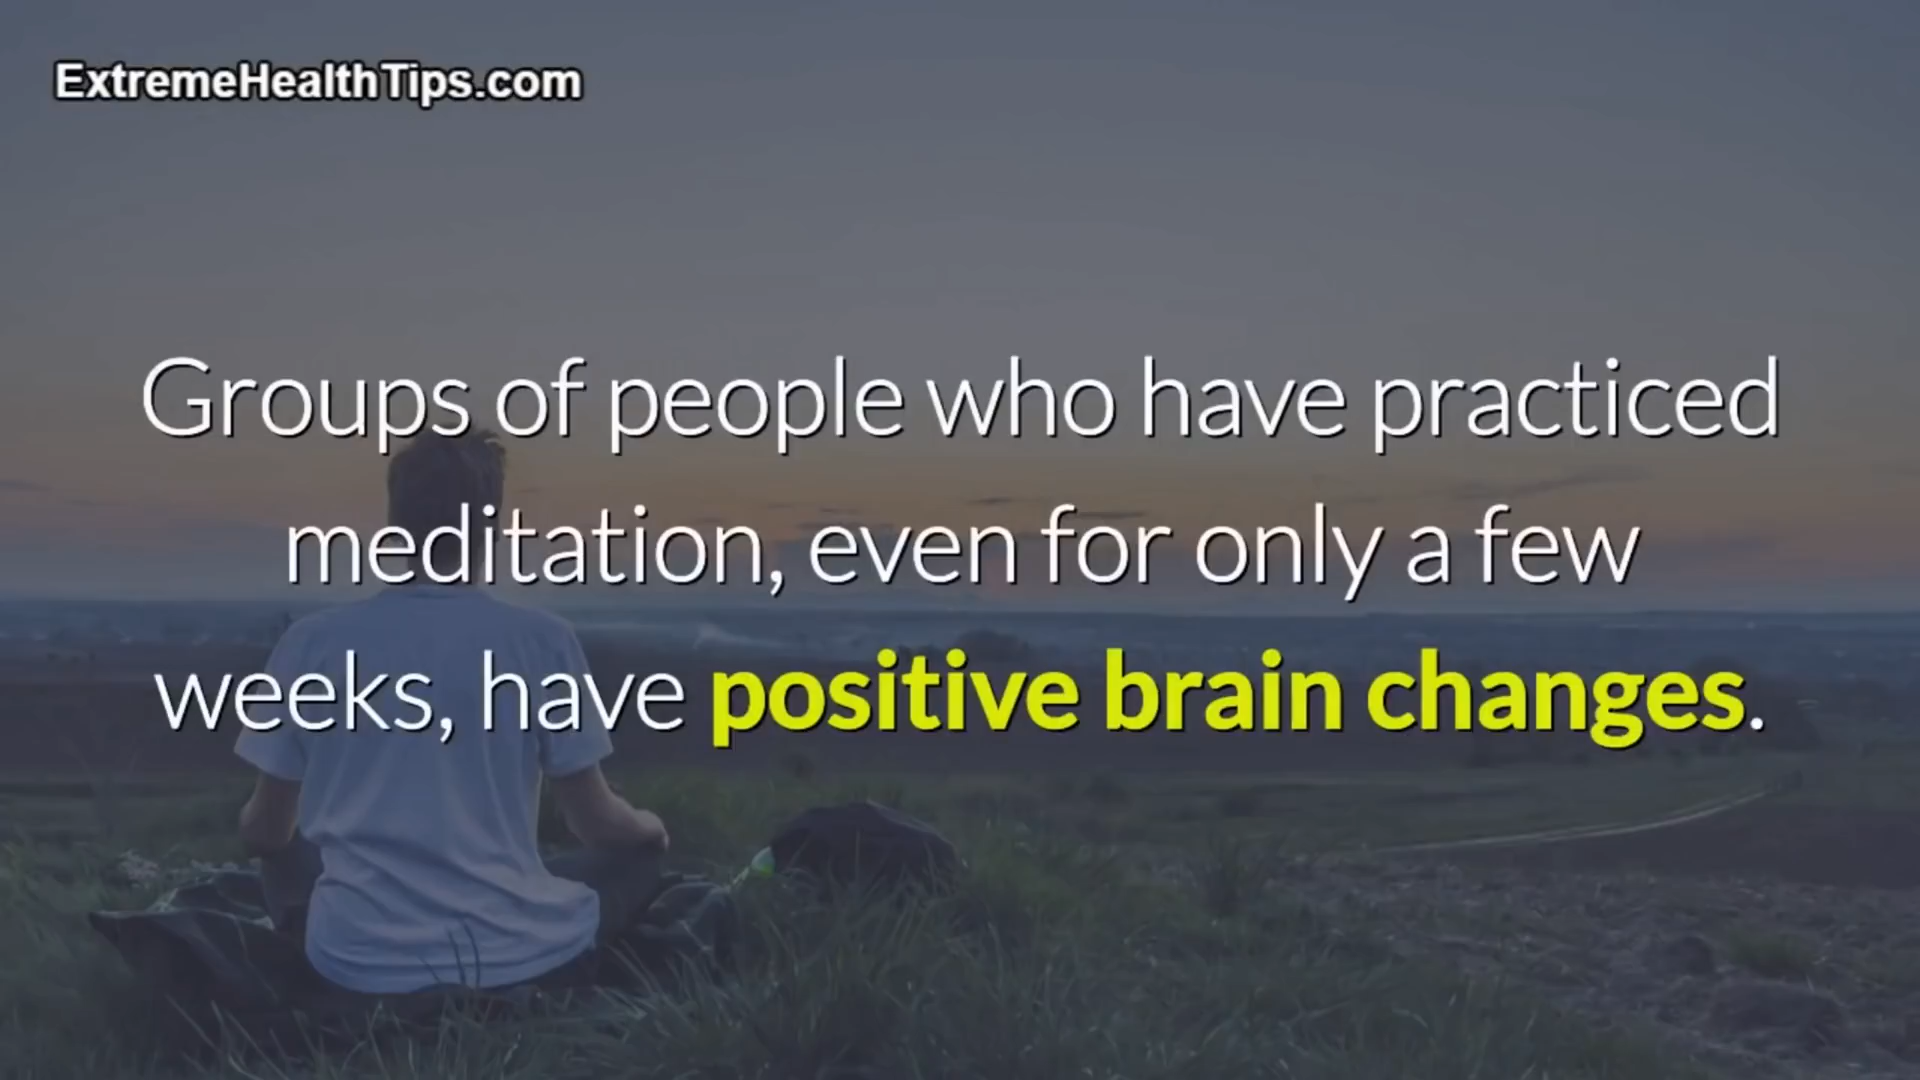 ExtremeHealthTips.com
Groups of people who have practiced
meditation, even for only a few
weeks, have positive brain changes.